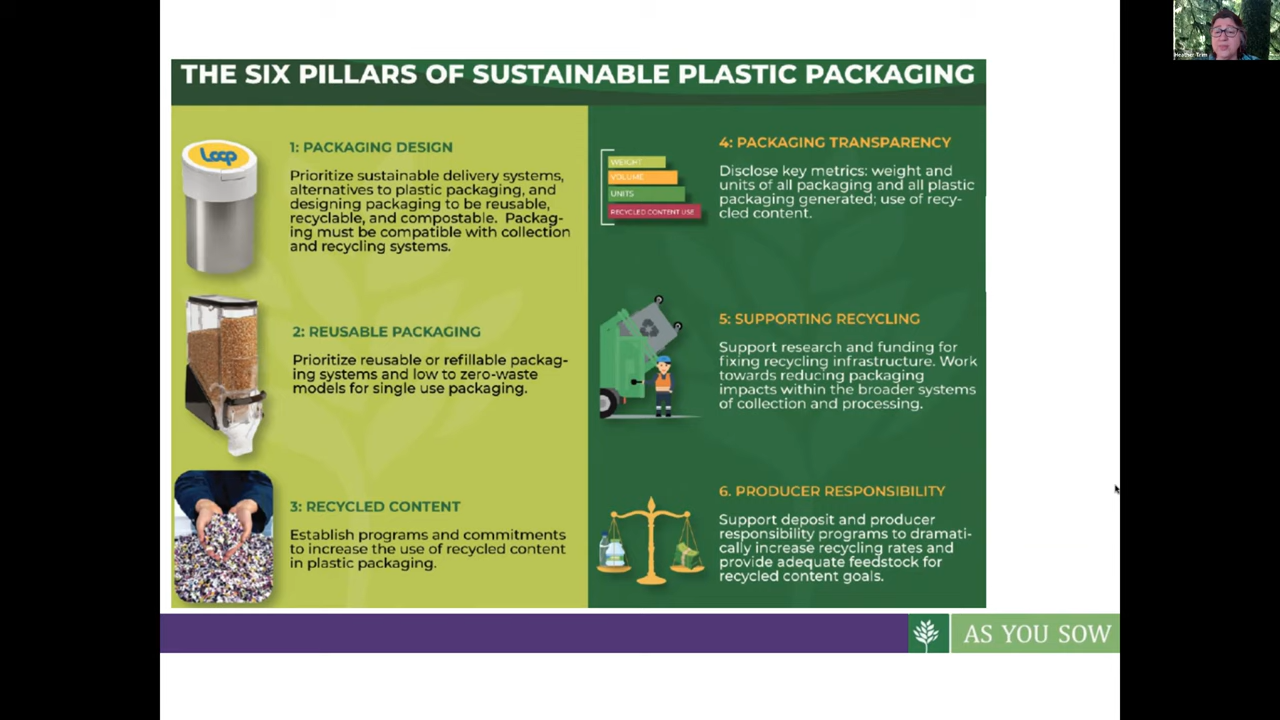 THE SIX PILLARS OF SUSTAINABLE PLASTIC PACKAGING
Loop
1: PACKAGING DESIGN
Prioritize sustainable delivery systems,
alternatives to plastic packaging, and
designing packaging to be reusable,
recyclable, and compostable. Packag-
ing must be compatible with collection
and recycling systems.
2: REUSABLE PACKAGING
Prioritize reusable or refillable packag-
ing systems and low to zero-waste
models for single use packaging.
3: RECYCLED CONTENT
Establish programs and commitments
to increase the use of recycled content
in plastic packaging.
WEIGHT
VOLUME
UNITS
RECYCLED CONTENT USE
4: PACKAGING TRANSPARENCY
Disclose key metrics: weight and
units of all packaging and all plastic
packaging generated; use of recy-
cled content.
5: SUPPORTING RECYCLING
Support research and funding for
fixing recycling infrastructure. Work
towards reducing packaging
impacts within the broader systems
of collection and processing.
6. PRODUCER RESPONSIBILITY
Support deposit and producer
responsibility programs to dramati-
cally increase recycling rates and
provide adequate feedstock for
recycled content goals.
AS YOU SOW
Heather Trim